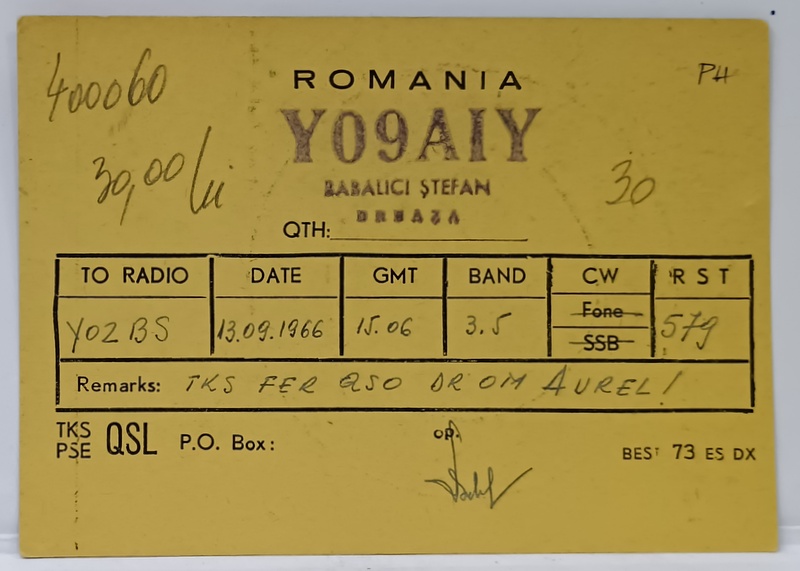 400060
ROMANIA
PH
YO9AIY
30,00 lei
BABALICI ŞTEFAN
30
BREAZA
QTH:
TO RADIO DATE GMT BAND CW RST
Fone
YO2BS 13.09.1966 15.06 3.5 579
SSB
Remarks: TKS FER QSO DR OM AUREL!
TKS
PSE QSL P.O. Box: op.
BEST 73 ES DX